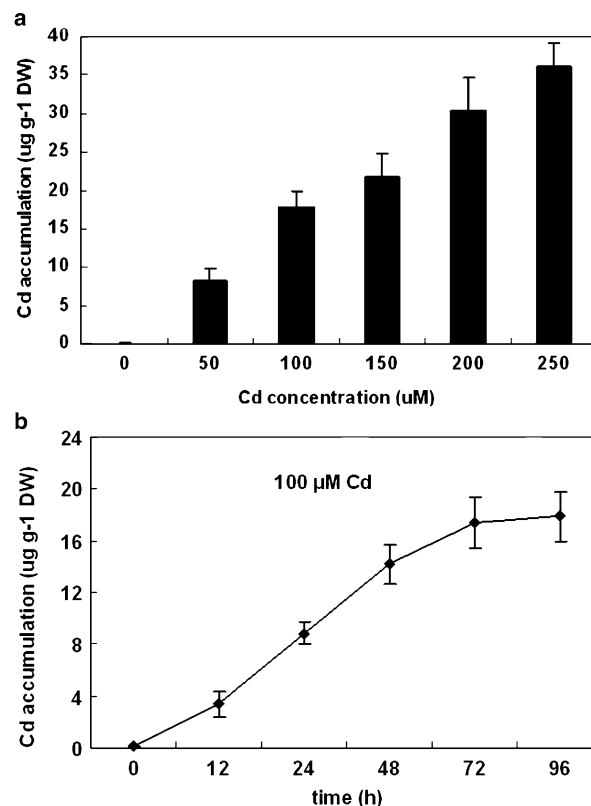 a
Cd accumulation (ug g-1 DW)
40
35
30
25
20
15
10
5
0
0 50 100 150 200 250
Cd concentration (uM)
b
Cd accumulation (ug g-1 DW)
24
20
16
12
8
4
0
100 µM Cd
0 12 24 48 72 96
time (h)